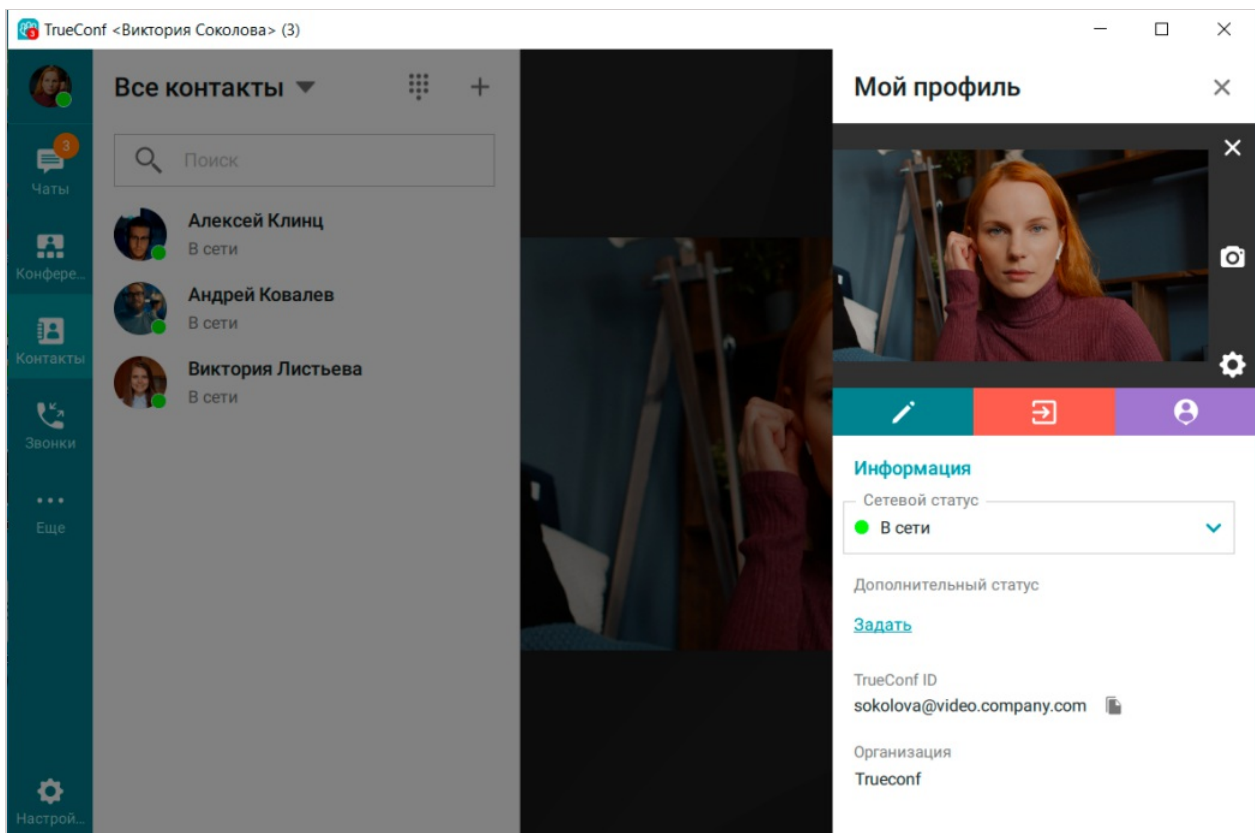 TrueConf <Виктория Соколова> (3)
3
Чаты
Конфере...
Контакты
Звонки
Еще
Настрой...
Все контакты
Поиск
Алексей Клинц
В сети
Андрей Ковалев
В сети
Виктория Листьева
В сети
Мой профиль
Информация
Сетевой статус
В сети
Дополнительный статус
Задать
TrueConf ID
sokolova@video.company.com
Организация
Trueconf